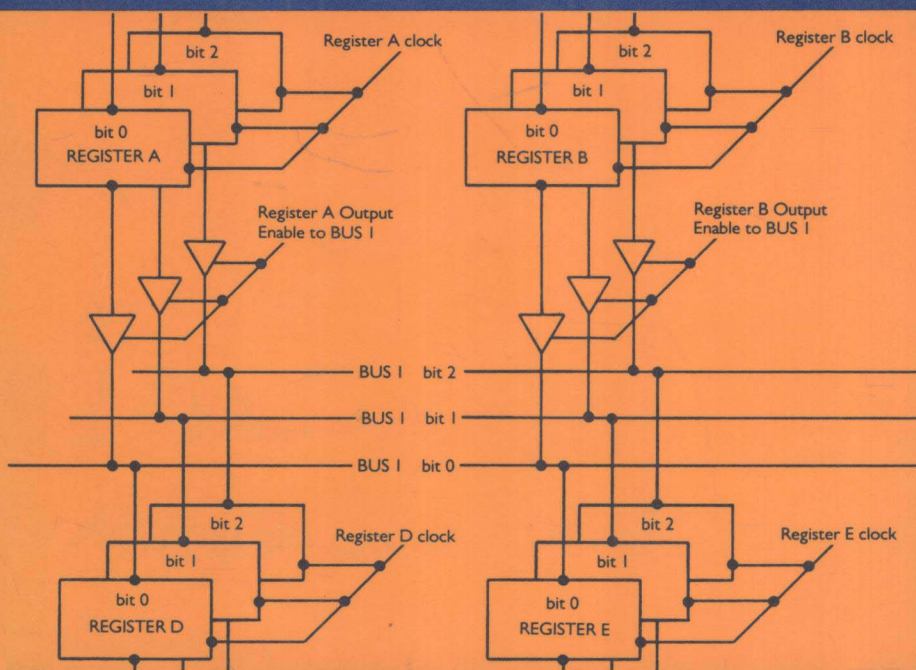 bit 2
bit 1
bit 0
REGISTER A
Register A clock
Register A Output
Enable to BUS 1
bit 2
bit 1
bit 0
REGISTER B
Register B clock
Register B Output
Enable to BUS 1
BUS 1 bit 2
BUS 1 bit 1
BUS 1 bit 0
bit 2
bit 1
bit 0
REGISTER D
Register D clock
bit 2
bit 1
bit 0
REGISTER E
Register E clock